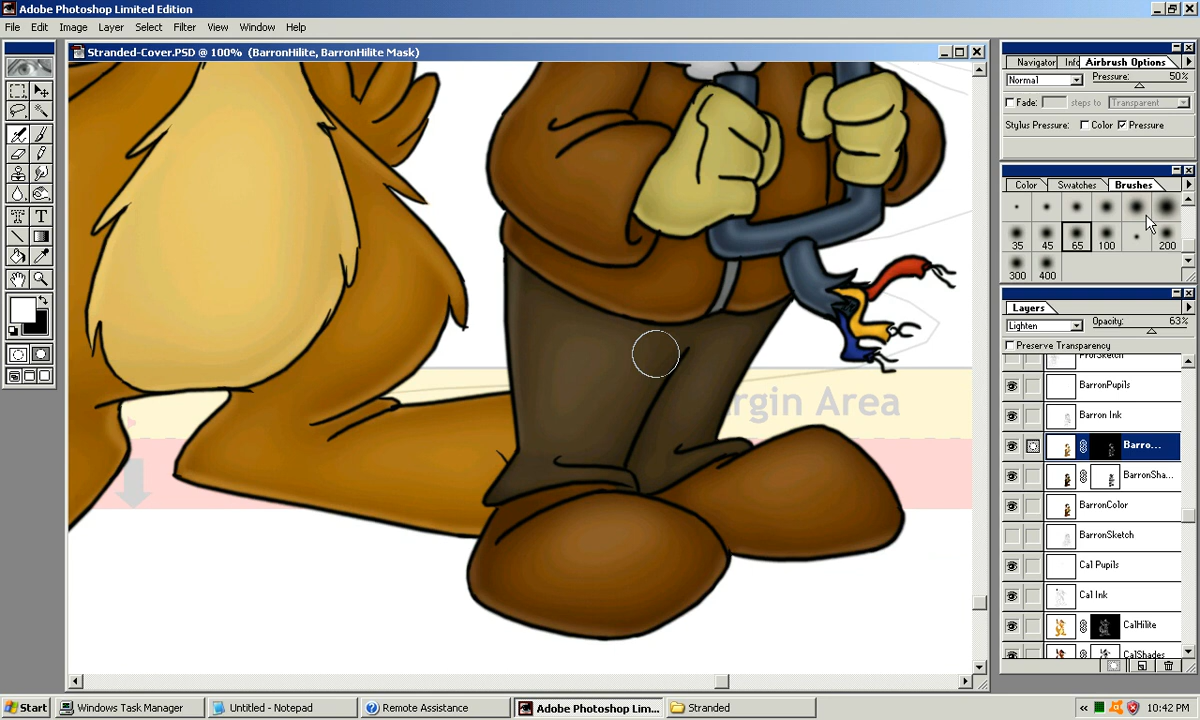 Adobe Photoshop Limited Edition
File Edit Image Layer Select Filter View Window Help
Stranded-Cover.PSD @ 100% (BarronHilite, BarronHilite Mask)
rgin Area
Navigator Info Airbrush Options
Normal Pressure: 50%
Fade: steps to Transparent
Stylus Pressure: Color Pressure
Color Swatches Brushes
35 45 65 100 200
300 400
Layers
Lighten Opacity: 63%
Preserve Transparency
BarronPupils
Barron Ink
Barro...
BarronSha...
BarronColor
BarronSketch
Cal Pupils
Cal Ink
CalHilite
CalShades
Start Windows Task Manager Untitled - Notepad Remote Assistance Adobe Photoshop Lim... Stranded 10:42 PM